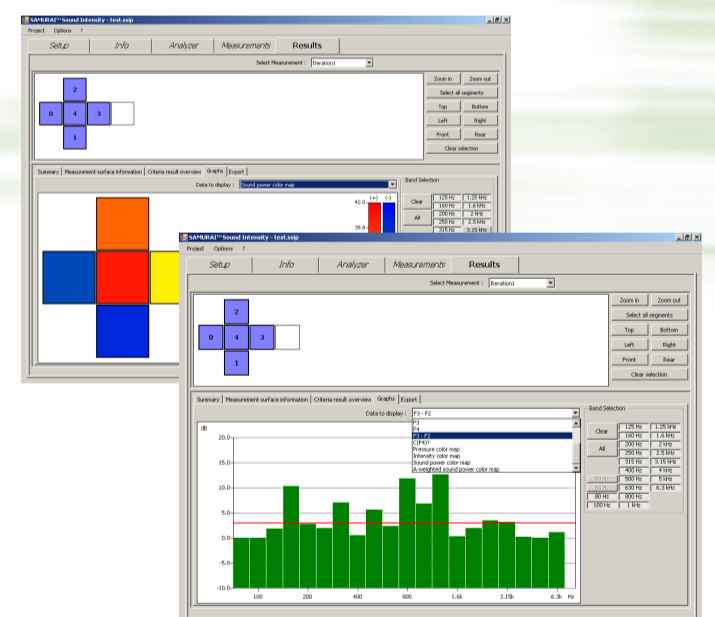 SAMURAI™ Sound Intensity - test.ssip
Project Options ?
Setup Info Analyzer Measurements Results
Select Measurement : Iteration1
Zoom in Zoom out
Select all segments
Top Bottom
Left Right
Front Rear
Clear selection
2
0 4 3
1
Summary Measurement surface information Criteria result overview Graphs Export
Data to display : Sound power color map
Band Selection
42.0 (+) (-)
39.0
Clear
All
125 Hz 1.25 kHz
160 Hz 1.6 kHz
200 Hz 2 kHz
250 Hz 2.5 kHz
315 Hz 3.15 kHz
SAMURAI™ Sound Intensity - test.ssip
Project Options ?
Setup Info Analyzer Measurements Results
Select Measurement : Iteration1
Zoom in Zoom out
Select all segments
Top Bottom
Left Right
Front Rear
Clear selection
2
0 4 3
1
Summary Measurement surface information Criteria result overview Graphs Export
Data to display : F3 - F2
F3
F4
F3 - F2
C(F4)²
Pressure color map
Intensity color map
Sound power color map
A-weighted sound power color map
Band Selection
Clear
All
125 Hz 1.25 kHz
160 Hz 1.6 kHz
200 Hz 2 kHz
250 Hz 2.5 kHz
315 Hz 3.15 kHz
400 Hz 4 kHz
50 Hz 500 Hz 5 kHz
63 Hz 630 Hz 6.3 kHz
80 Hz 800 Hz
100 Hz 1 kHz
dB
20.0
15.0
10.0
5.0
0.0
-5.0
-10.0
100 200 400 800 1.6k 3.15k 6.3k Hz